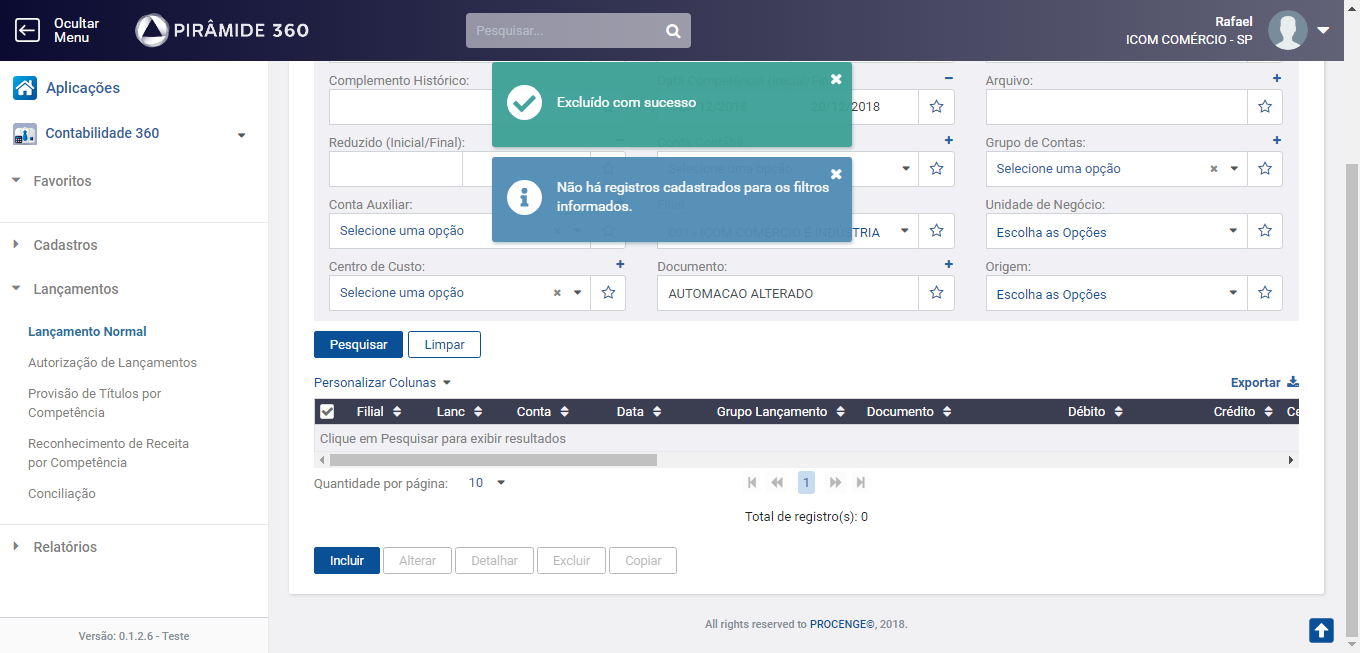 Ocultar
Menu
PIRÂMIDE 360
Pesquisar...
Rafael
ICOM COMÉRCIO - SP
Aplicações
Contabilidade 360
Favoritos
Cadastros
Lançamentos
Lançamento Normal
Autorização de Lançamentos
Provisão de Títulos por
Competência
Reconhecimento de Receita
por Competência
Conciliação
Relatórios
Versão: 0.1.2.6 - Teste
Excluído com sucesso
Não há registros cadastrados para os filtros
informados.
Complemento Histórico:
Data Competência (Inicial/Final):
/2018
20/12/2018
Arquivo:
Reduzido (Inicial/Final):
Selecione uma opção
Grupo de Contas:
Selecione uma opção
Conta Auxiliar:
Selecione uma opção
Filial:
001 - ICOM COMÉRCIO E INDÚSTRIA
Unidade de Negócio:
Escolha as Opções
Centro de Custo:
Selecione uma opção
Documento:
AUTOMACAO ALTERADO
Origem:
Escolha as Opções
Pesquisar
Limpar
Personalizar Colunas
Exportar
Filial Lanc Conta Data Grupo Lançamento Documento Débito Crédito Ce
Clique em Pesquisar para exibir resultados
Quantidade por página: 10
1
Total de registro(s): 0
Incluir Alterar Detalhar Excluir Copiar
All rights reserved to PROCENGE©, 2018.